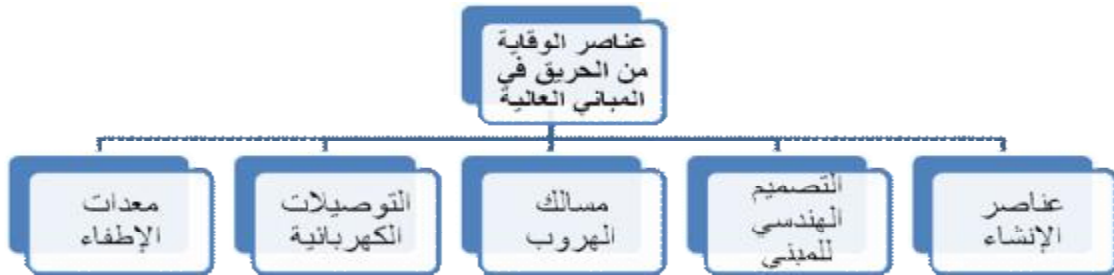 عناصر الوقاية
من الحريق في
المباني العالية
عناصر
الإنشاء
التصميم
الهندسي
للمبنى
مسالك
الهروب
التوصيلات
الكهربائية
معدات
الإطفاء